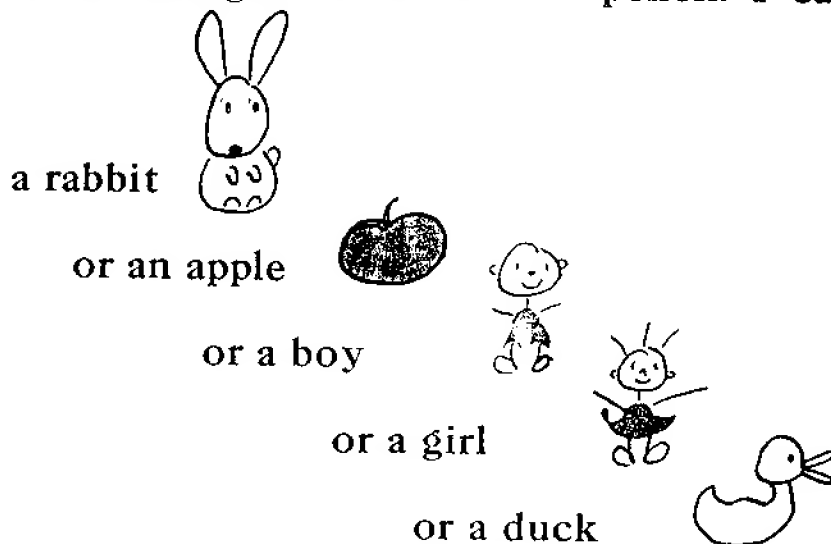 a rabbit
or an apple
or a boy
or a girl
or a duck